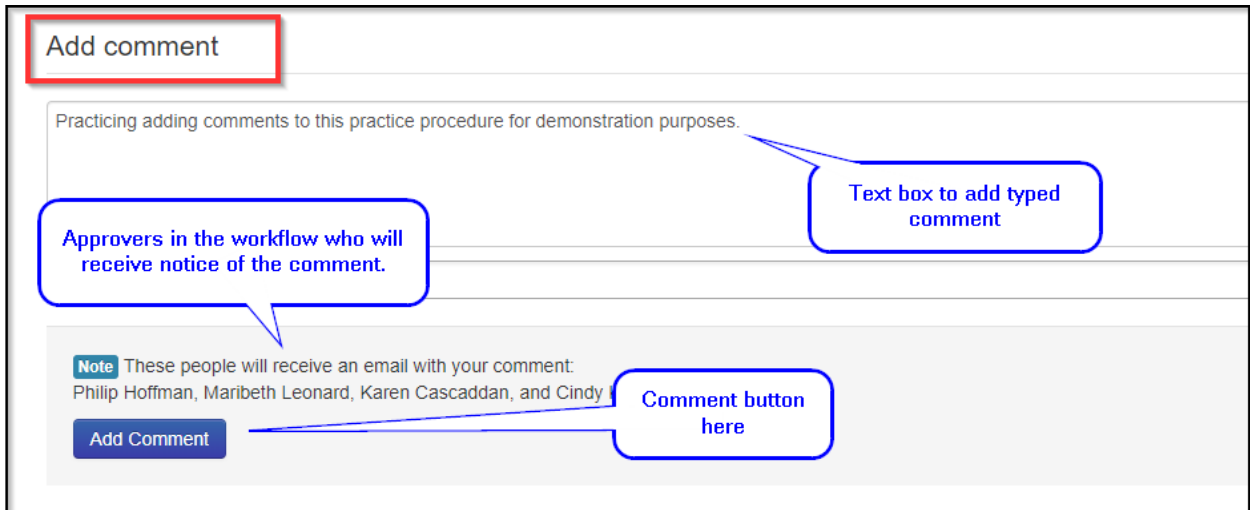 Add comment
Practicing adding comments to this practice procedure for demonstration purposes.
Text box to add typed
comment
Approvers in the workflow who will
receive notice of the comment.
Note These people will receive an email with your comment:
Philip Hoffman, Maribeth Leonard, Karen Cascaddan, and Cindy
Comment button
here
Add Comment